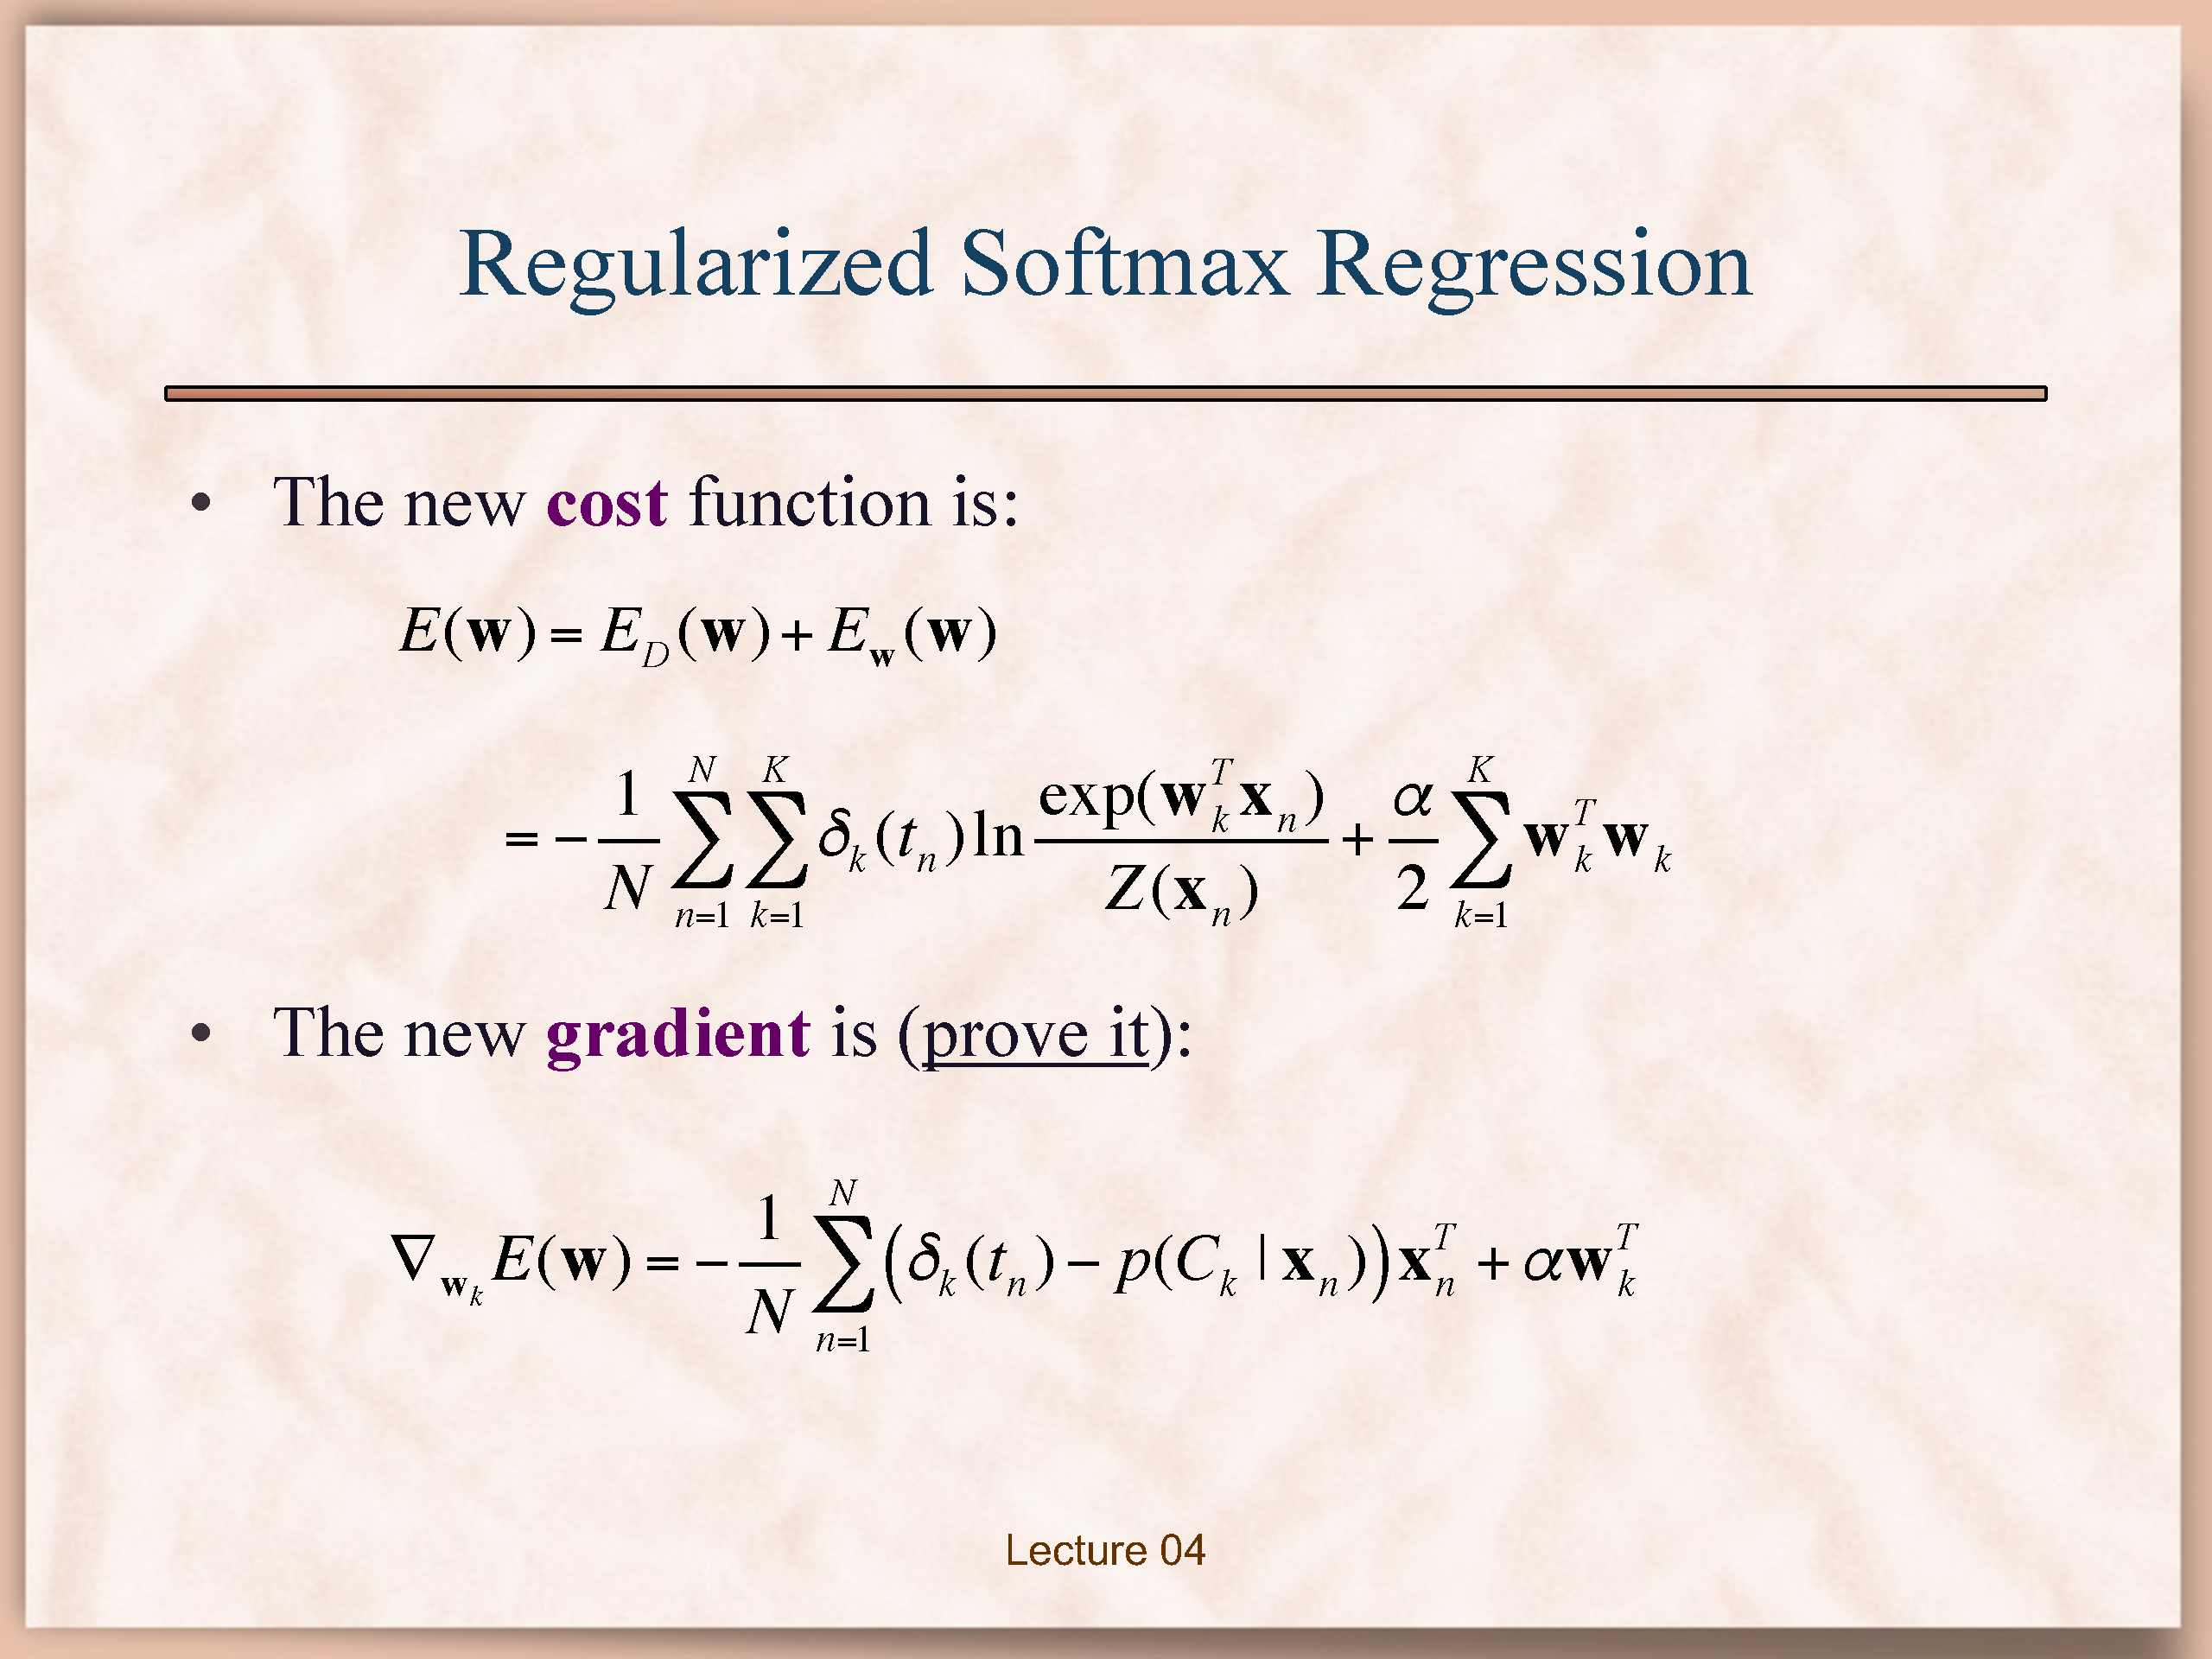 Regularized Softmax Regression
• The new cost function is:
$E(\mathbf{w}) = E_D(\mathbf{w}) + E_{\mathbf{w}}(\mathbf{w})$
$= -\frac{1}{N} \sum_{n=1}^{N} \sum_{k=1}^{K} \delta_k(t_n) \ln \frac{\exp(\mathbf{w}_k^T \mathbf{x}_n)}{Z(\mathbf{x}_n)} + \frac{\alpha}{2} \sum_{k=1}^{K} \mathbf{w}_k^T \mathbf{w}_k$
• The new gradient is (prove it):
$\nabla_{\mathbf{w}_k} E(\mathbf{w}) = -\frac{1}{N} \sum_{n=1}^{N} \left( \delta_k(t_n) - p(C_k \mid \mathbf{x}_n) \right) \mathbf{x}_n^T + \alpha \mathbf{w}_k^T$
Lecture 04